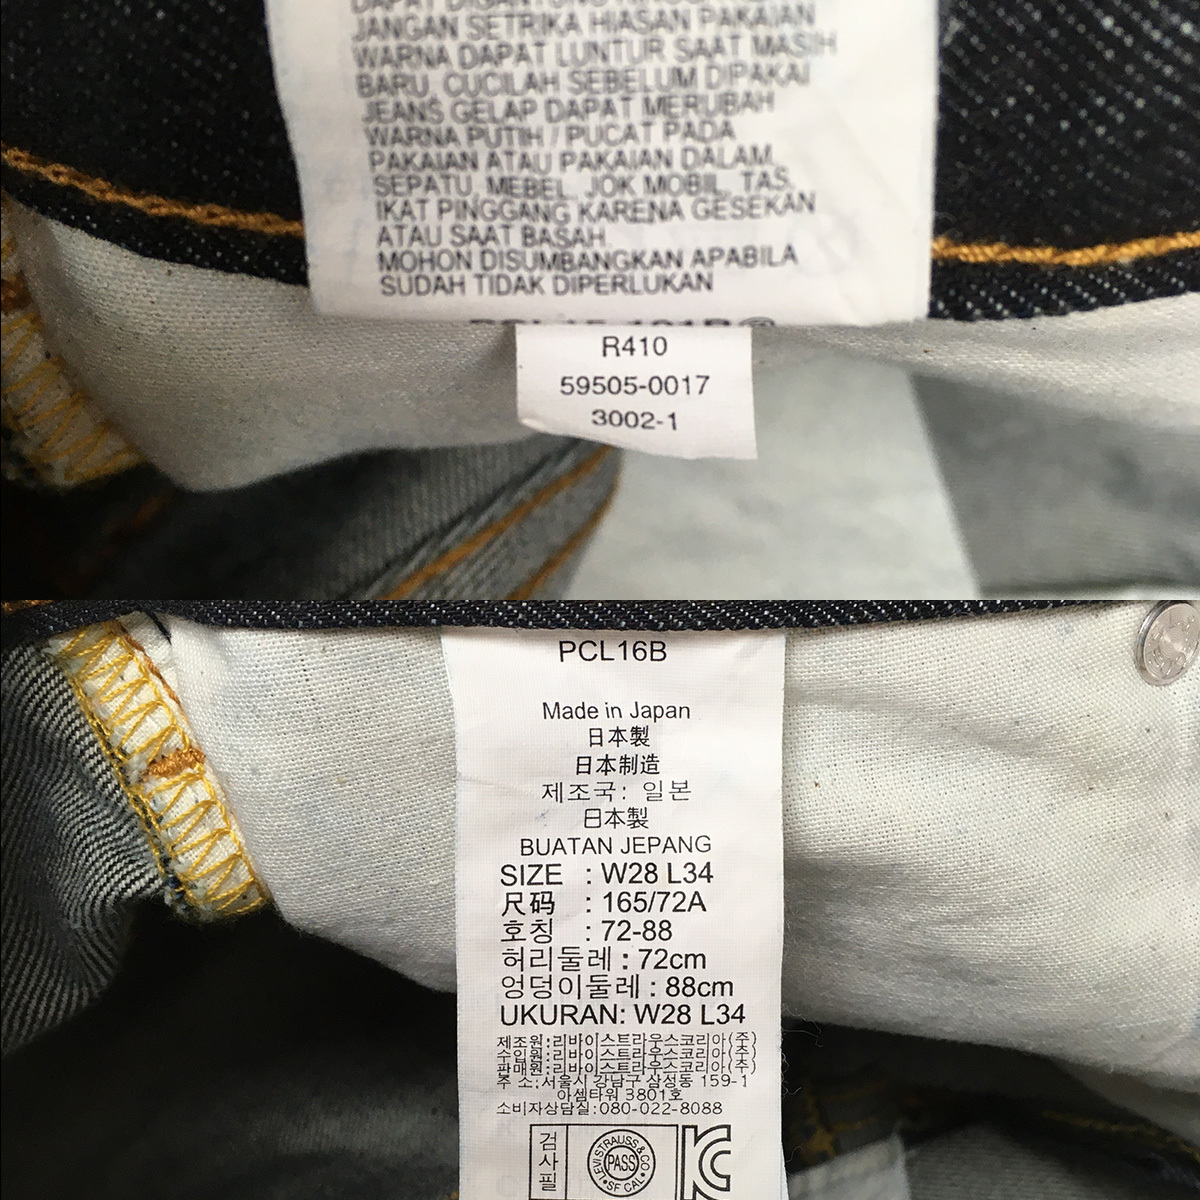 JANGAN SETRIKA HIASAN PAKAIAN
WARNA DAPAT LUNTUR SAAT MASIH
BARU, CUCILAH SEBELUM DIPAKAI
JEANS GELAP DAPAT MERUBAH
WARNA PUTIH / PUCAT PADA
PAKAIAN ATAU PAKAIAN DALAM,
SEPATU, MEBEL, JOK MOBIL, TAS,
IKAT PINGGANG KARENA GESEKAN
ATAU SAAT BASAH.
MOHON DISUMBANGKAN APABILA
SUDAH TIDAK DIPERLUKAN
R410
59505-0017
3002-1
PCL16B
Made in Japan
日本製
日本制造
제조국: 일본
日本製
BUATAN JEPANG
SIZE : W28 L34
尺码 : 165/72A
호칭 : 72-88
허리둘레 : 72cm
엉덩이둘레 : 88cm
UKURAN: W28 L34
제조원:리바이스트라우스코리아(주)
수입원:리바이스트라우스코리아(주)
판매원:리바이스트라우스코리아(주)
주 소:서울시 강남구 삼성동 159-1
아셈타워 3801호
소비자상담실:080-022-8088
검사필
LEVI STRAUSS & CO
PASS
SF CAL